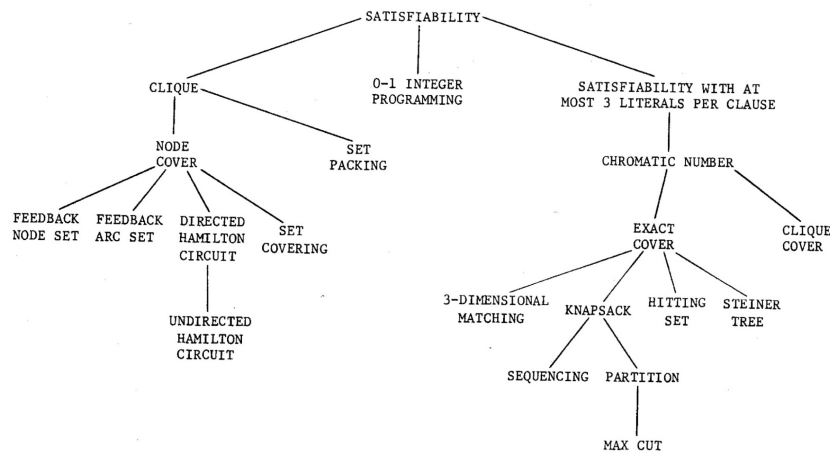 SATISFIABILITY
CLIQUE
0-1 INTEGER
PROGRAMMING
SATISFIABILITY WITH AT
MOST 3 LITERALS PER CLAUSE
NODE
COVER
SET
PACKING
CHROMATIC NUMBER
FEEDBACK
NODE SET
FEEDBACK
ARC SET
DIRECTED
HAMILTON
CIRCUIT
SET
COVERING
EXACT
COVER
CLIQUE
COVER
3-DIMENSIONAL
MATCHING
KNAPSACK
HITTING
SET
STEINER
TREE
UNDIRECTED
HAMILTON
CIRCUIT
SEQUENCING
PARTITION
MAX CUT